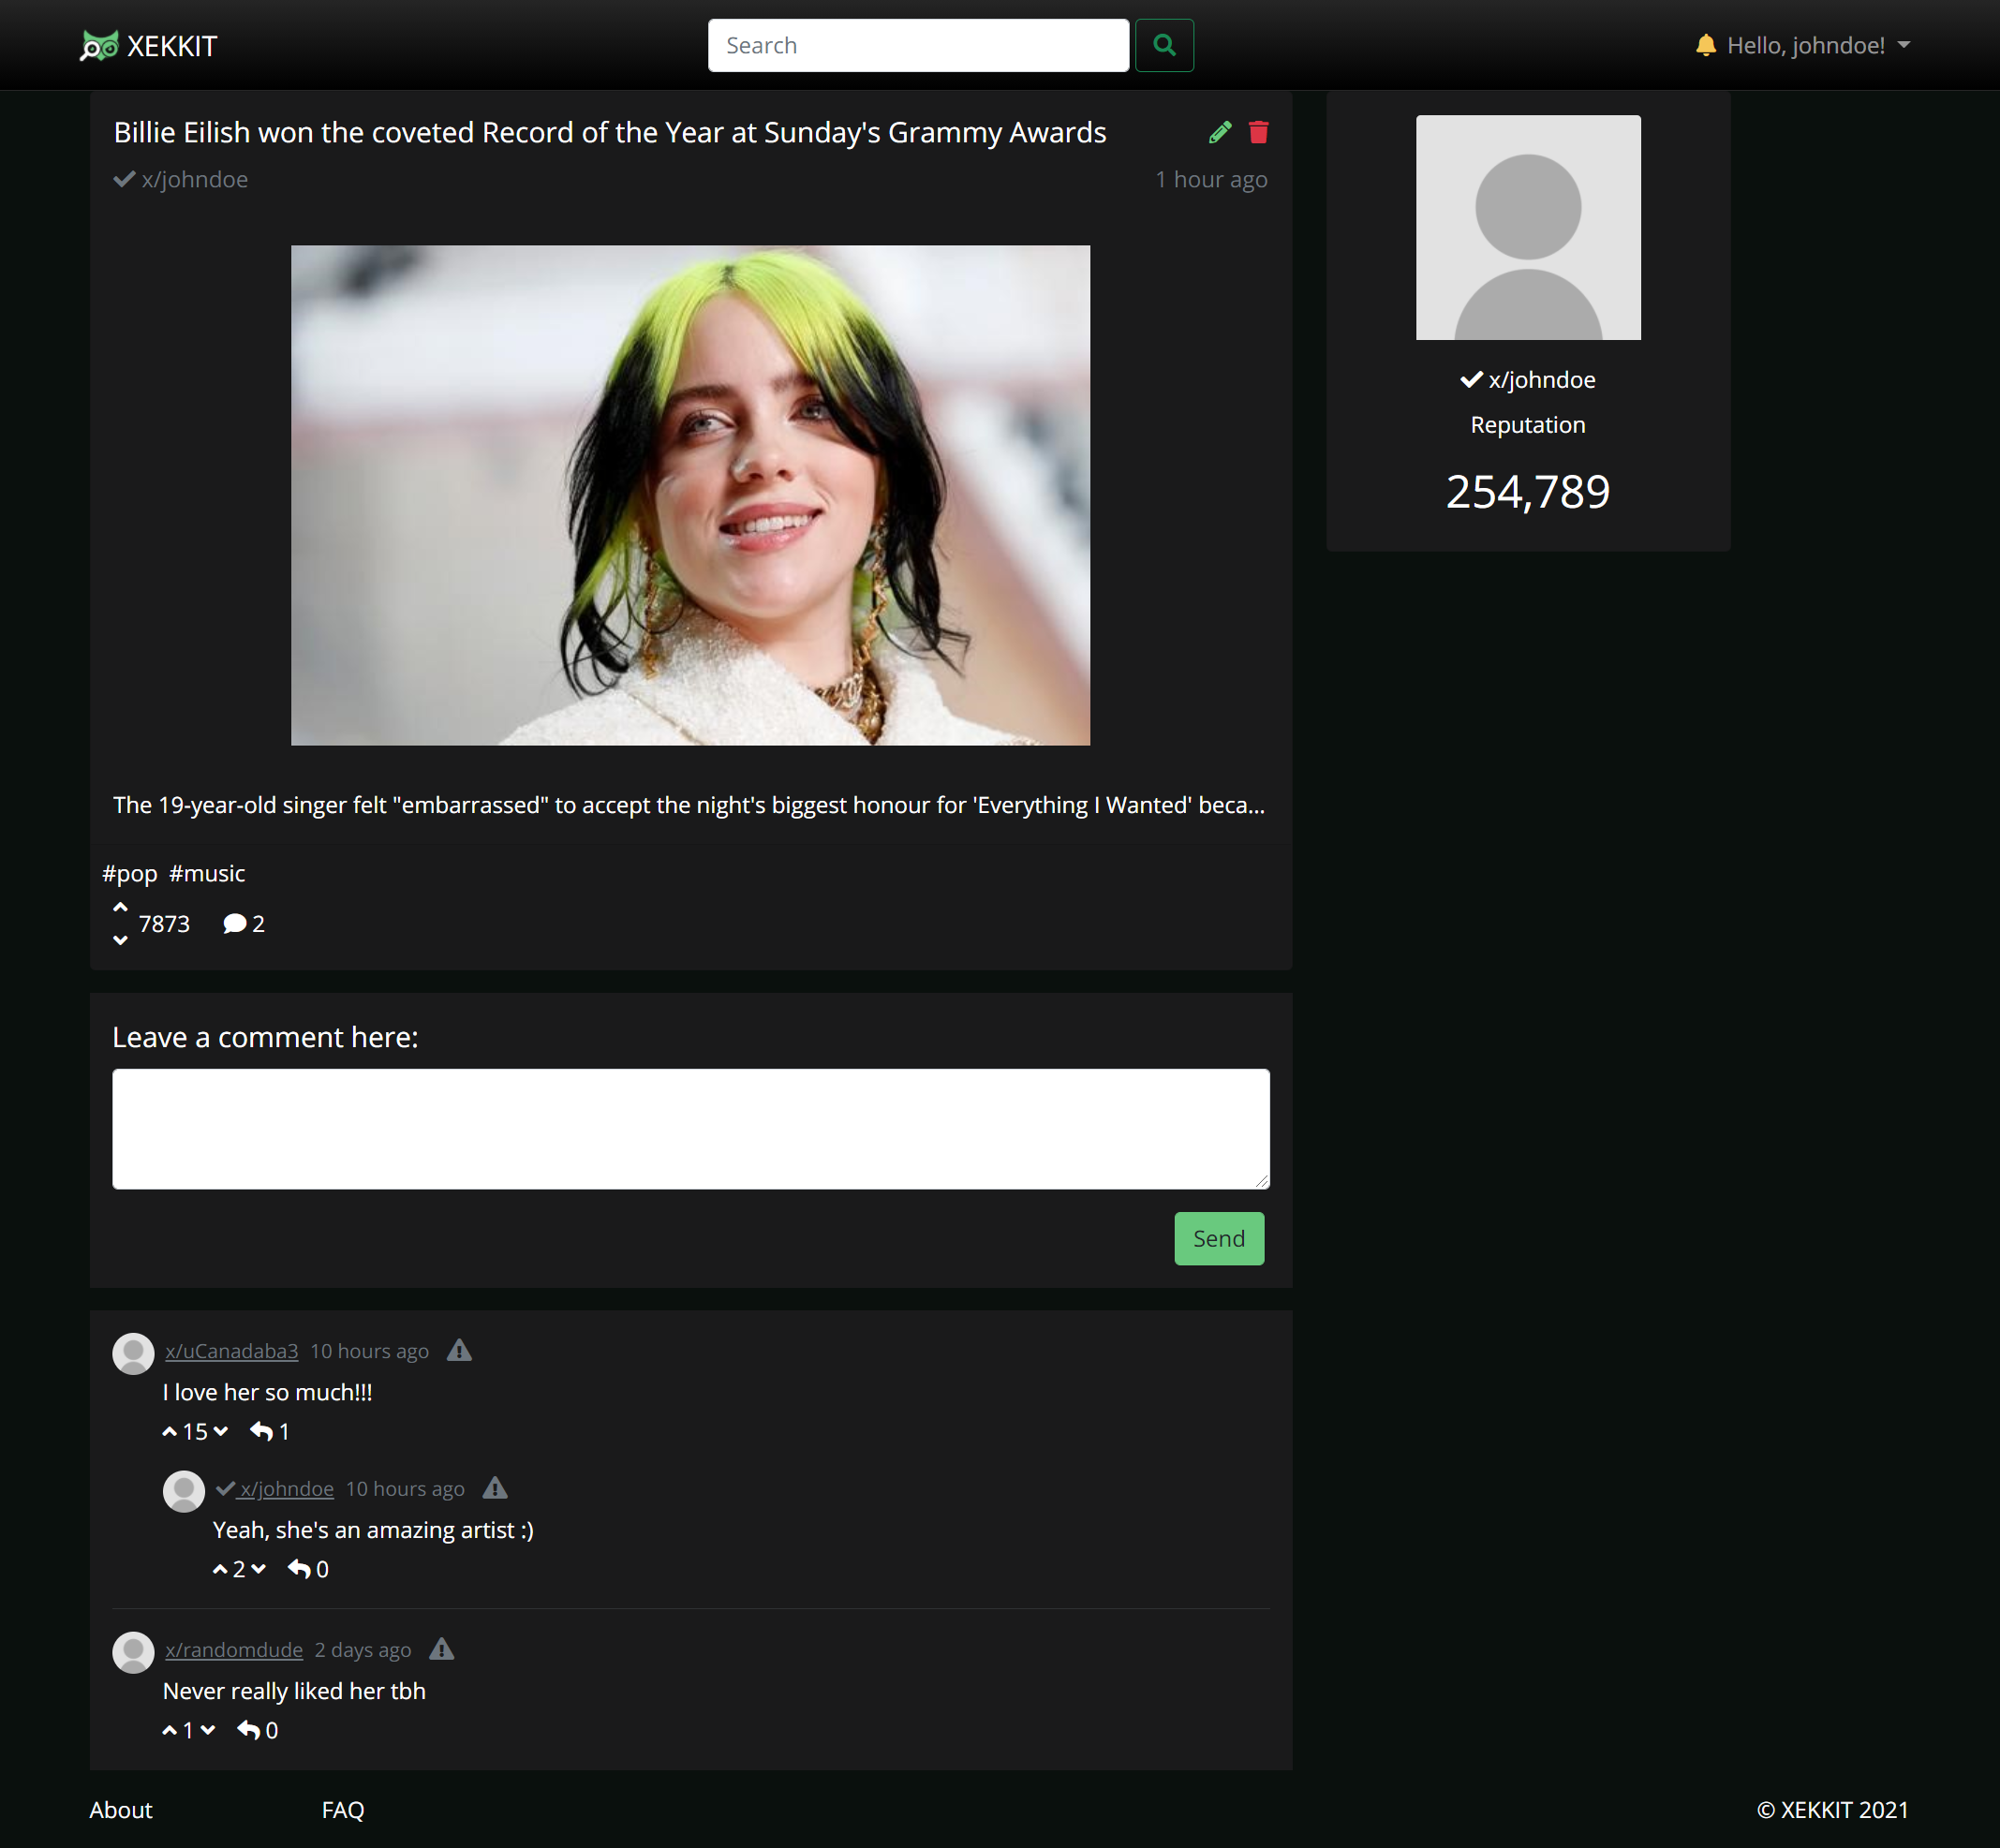 XEKKIT
Search
Hello, johndoe!
Billie Eilish won the coveted Record of the Year at Sunday's Grammy Awards
x/johndoe
1 hour ago
The 19-year-old singer felt "embarrassed" to accept the night's biggest honour for 'Everything I Wanted' beca...
#pop #music
7873 2
x/johndoe
Reputation
254,789
Leave a comment here:
Send
x/uCanadaba3 10 hours ago
I love her so much!!!
15 1
x/johndoe 10 hours ago
Yeah, she's an amazing artist :)
2 0
x/randomdude 2 days ago
Never really liked her tbh
1 0
About
FAQ
© XEKKIT 2021